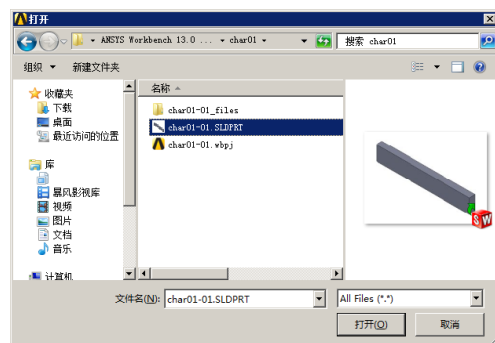 打开
ANSYS Workbench 13.0 ... char01
搜索 char01
组织 新建文件夹
名称
收藏夹
下载
桌面
最近访问的位置
库
暴风影视库
视频
图片
文档
音乐
计算机
char01-01_files
char01-01.SLDPRT
char01-01.wbpj
SW
文件名(N): char01-01.SLDPRT
All Files (*.*)
打开(O) 取消